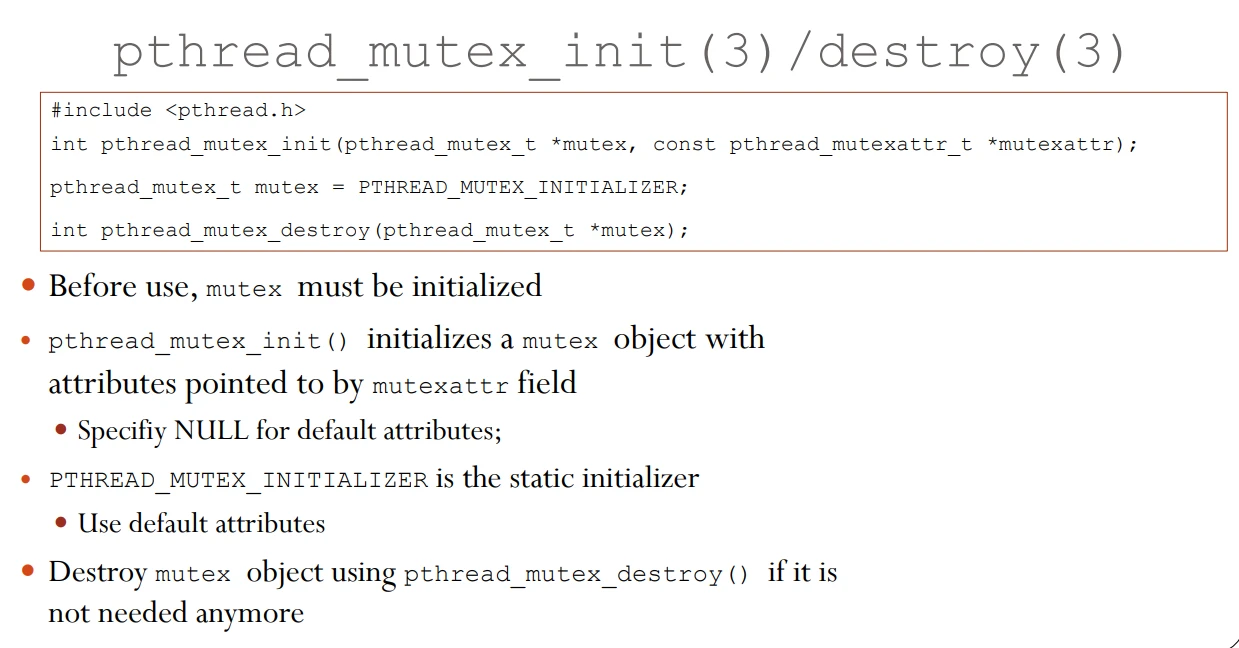 pthread_mutex_init(3)/destroy(3)
#include <pthread.h>
int pthread_mutex_init(pthread_mutex_t *mutex, const pthread_mutexattr_t *mutexattr);
pthread_mutex_t mutex = PTHREAD_MUTEX_INITIALIZER;
int pthread_mutex_destroy(pthread_mutex_t *mutex);
• Before use, mutex must be initialized
• pthread_mutex_init() initializes a mutex object with
attributes pointed to by mutexattr field
• Specifiy NULL for default attributes;
• PTHREAD_MUTEX_INITIALIZER is the static initializer
• Use default attributes
• Destroy mutex object using pthread_mutex_destroy() if it is
not needed anymore